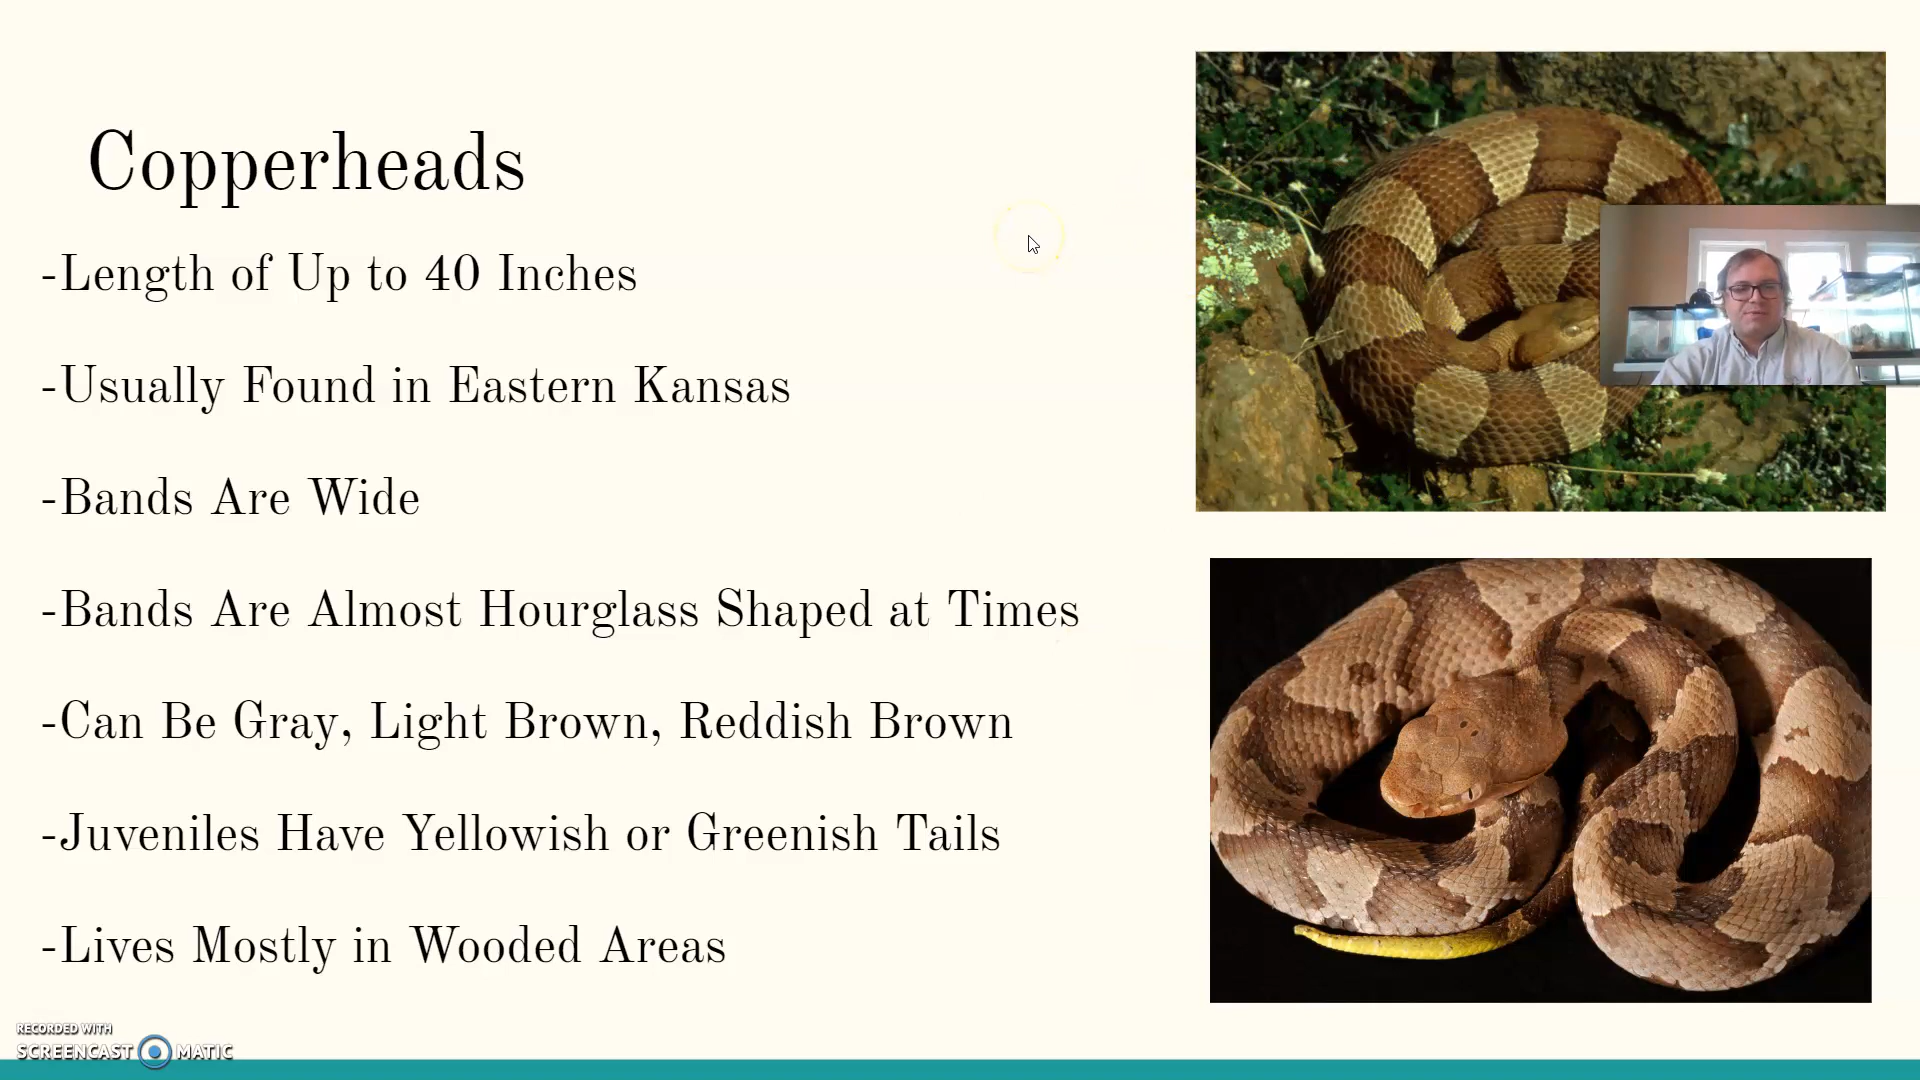 Copperheads
-Length of Up to 40 Inches
-Usually Found in Eastern Kansas
-Bands Are Wide
-Bands Are Almost Hourglass Shaped at Times
-Can Be Gray, Light Brown, Reddish Brown
-Juveniles Have Yellowish or Greenish Tails
-Lives Mostly in Wooded Areas
RECORDED WITH
SCREENCAST MATIC